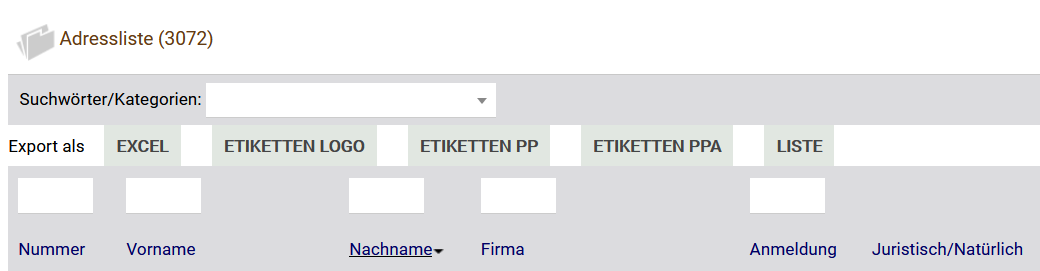 Adressliste (3072)
Suchwörter/Kategorien:
Export als EXCEL ETIKETTEN LOGO ETIKETTEN PP ETIKETTEN PPA LISTE
Nummer Vorname Nachname Firma Anmeldung Juristisch/Natürlich